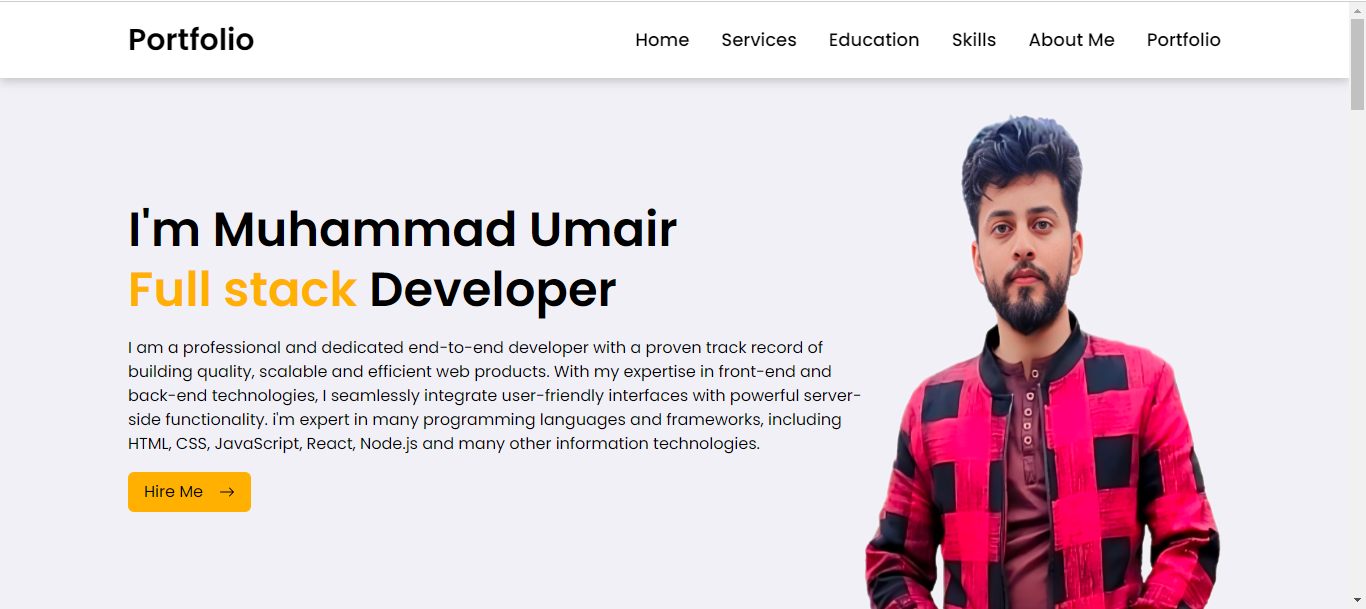 Portfolio
Home Services Education Skills About Me Portfolio
I'm Muhammad Umair
Full stack Developer
I am a professional and dedicated end-to-end developer with a proven track record of
building quality, scalable and efficient web products. With my expertise in front-end and
back-end technologies, I seamlessly integrate user-friendly interfaces with powerful server-
side functionality. i'm expert in many programming languages and frameworks, including
HTML, CSS, JavaScript, React, Node.js and many other information technologies.
Hire Me